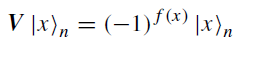 V |x⟩ₙ = (−1)^{f(x)} |x⟩ₙ